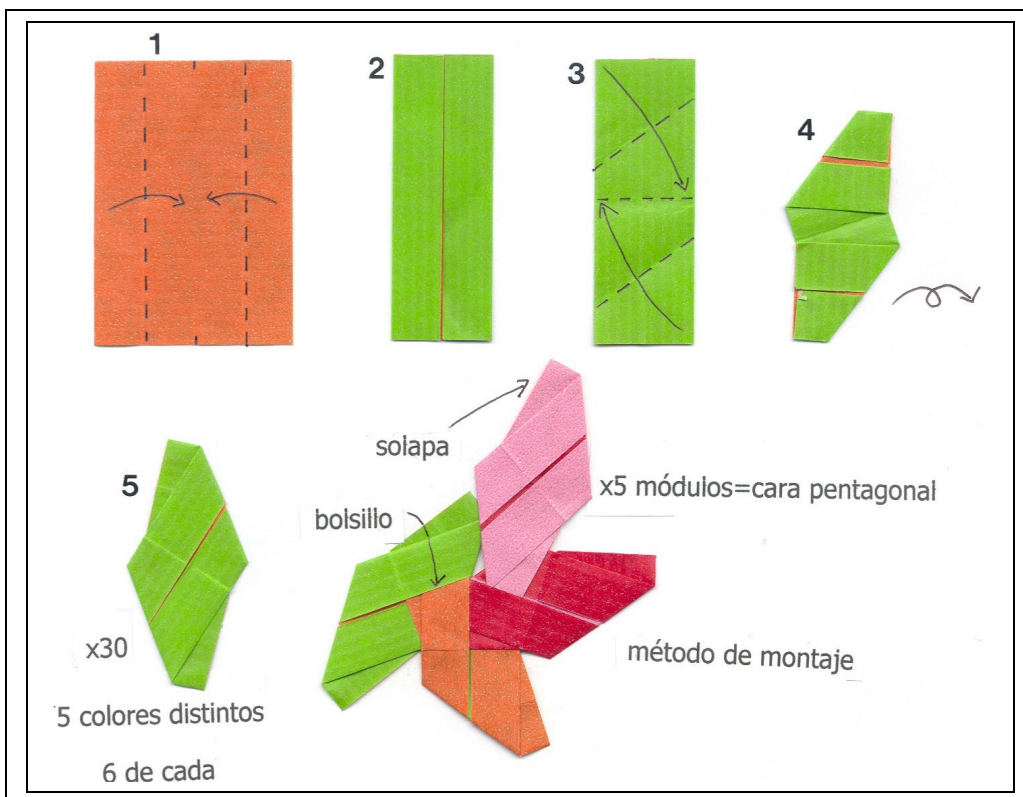 1
2
3
4
5
solapa
x5 módulos=cara pentagonal
bolsillo
x30
método de montaje
5 colores distintos
6 de cada